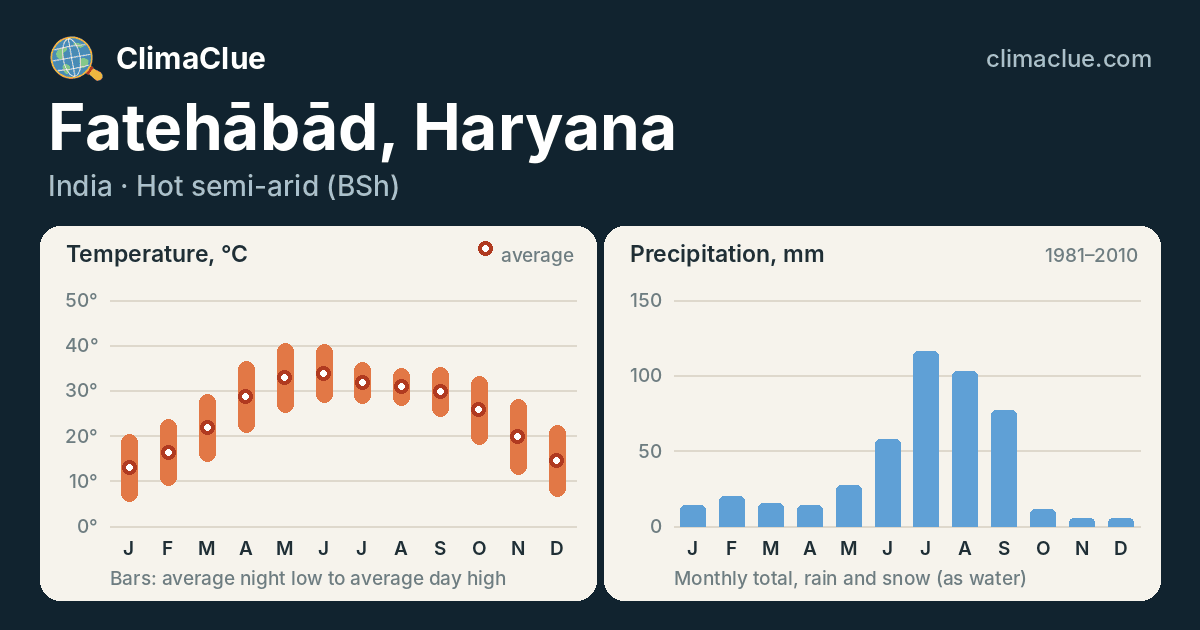 ClimaClue
climaclue.com
Fatehābād, Haryana
India · Hot semi-arid (BSh)
Temperature, °C
average
50°
40°
30°
20°
10°
0°
J F M A M J J A S O N D
Bars: average night low to average day high
Precipitation, mm
1981–2010
150
100
50
0
J F M A M J J A S O N D
Monthly total, rain and snow (as water)